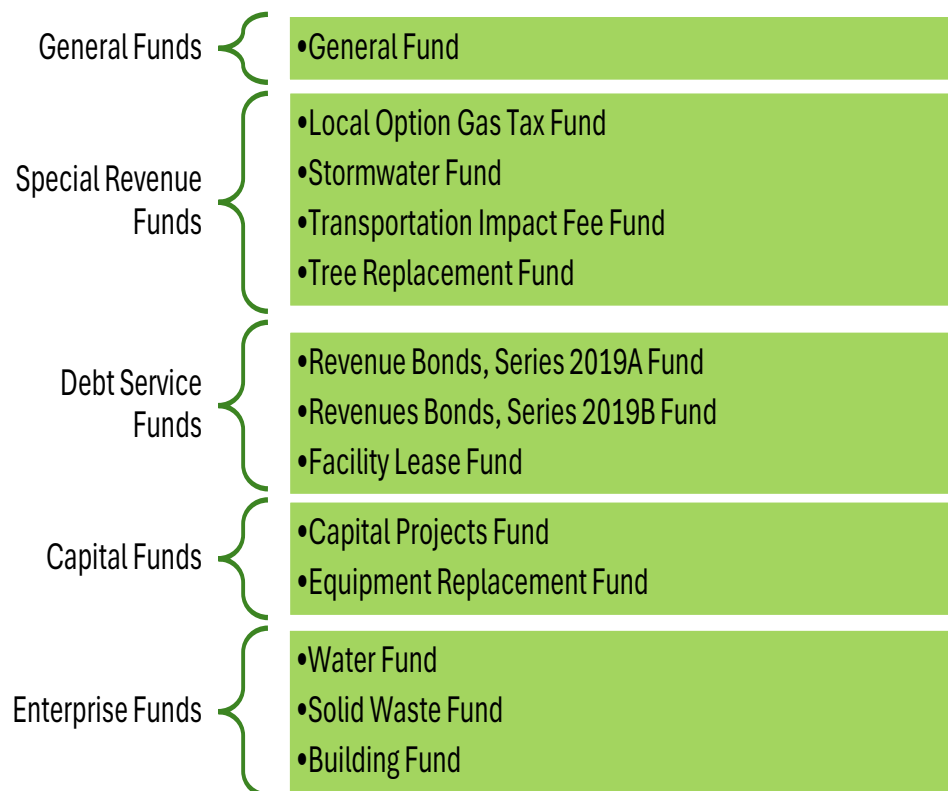 General Funds
•General Fund
Special Revenue
Funds
•Local Option Gas Tax Fund
•Stormwater Fund
•Transportation Impact Fee Fund
•Tree Replacement Fund
Debt Service
Funds
•Revenue Bonds, Series 2019A Fund
•Revenues Bonds, Series 2019B Fund
•Facility Lease Fund
Capital Funds
•Capital Projects Fund
•Equipment Replacement Fund
Enterprise Funds
•Water Fund
•Solid Waste Fund
•Building Fund